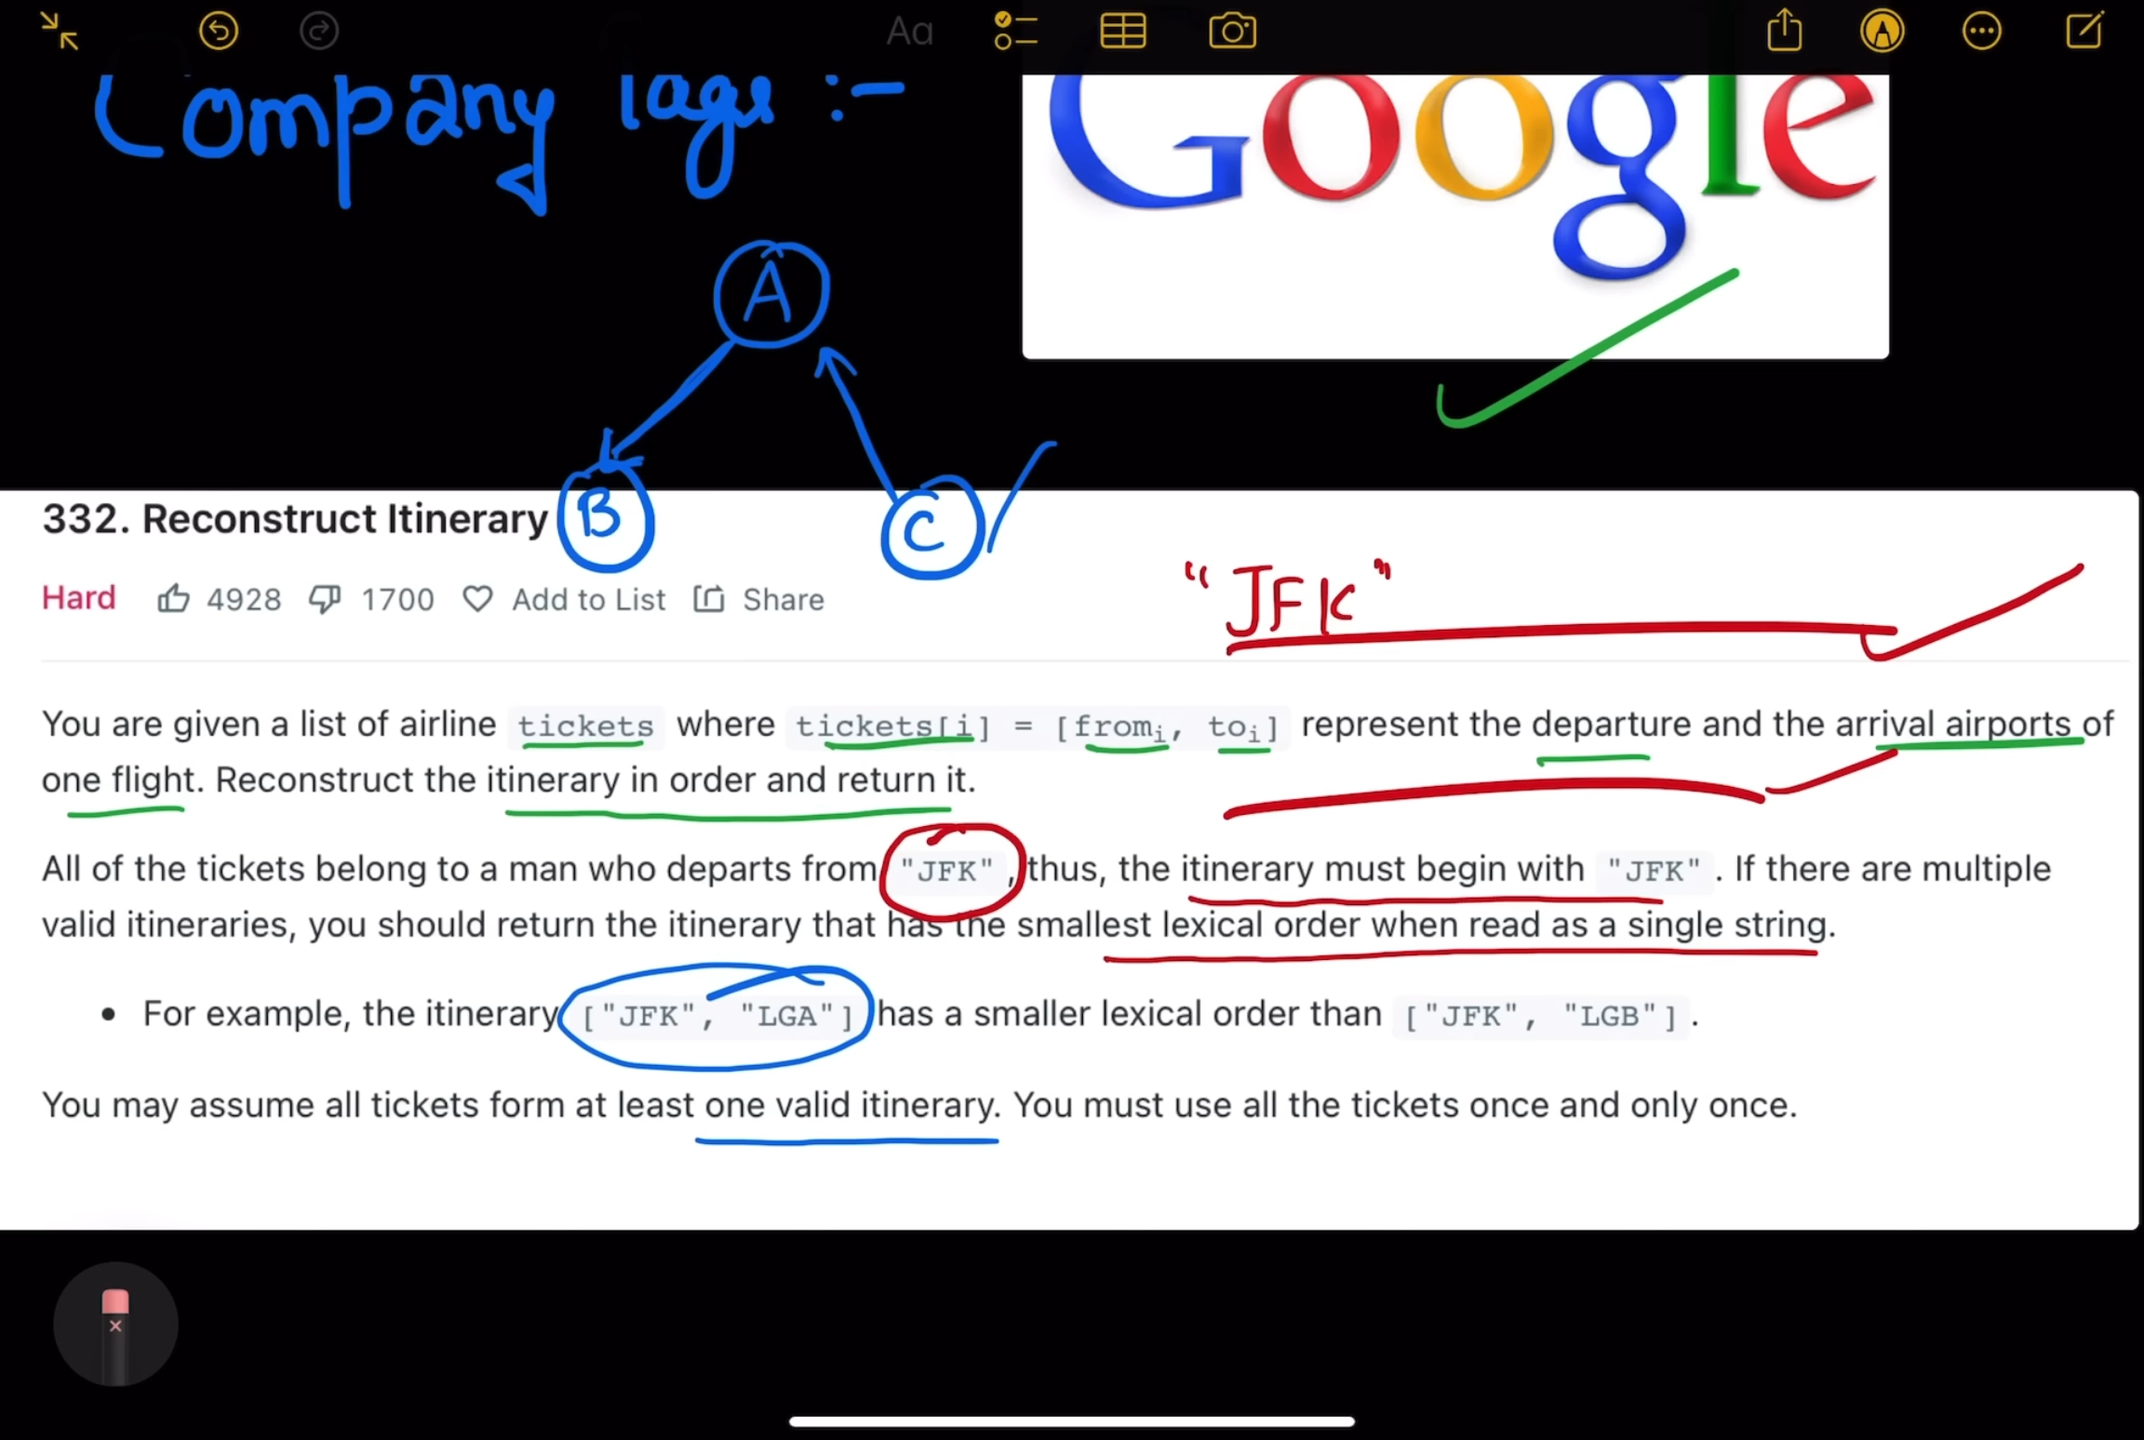 Aa
Company Tags :-
Google
A
B
C
332. Reconstruct Itinerary
"JFK"
Hard 4928 1700 Add to List Share
You are given a list of airline tickets where tickets[i] = [fromi, toi] represent the departure and the arrival airports of
one flight. Reconstruct the itinerary in order and return it.
All of the tickets belong to a man who departs from "JFK", thus, the itinerary must begin with "JFK". If there are multiple
valid itineraries, you should return the itinerary that has the smallest lexical order when read as a single string.
• For example, the itinerary ["JFK", "LGA"] has a smaller lexical order than ["JFK", "LGB"].
You may assume all tickets form at least one valid itinerary. You must use all the tickets once and only once.